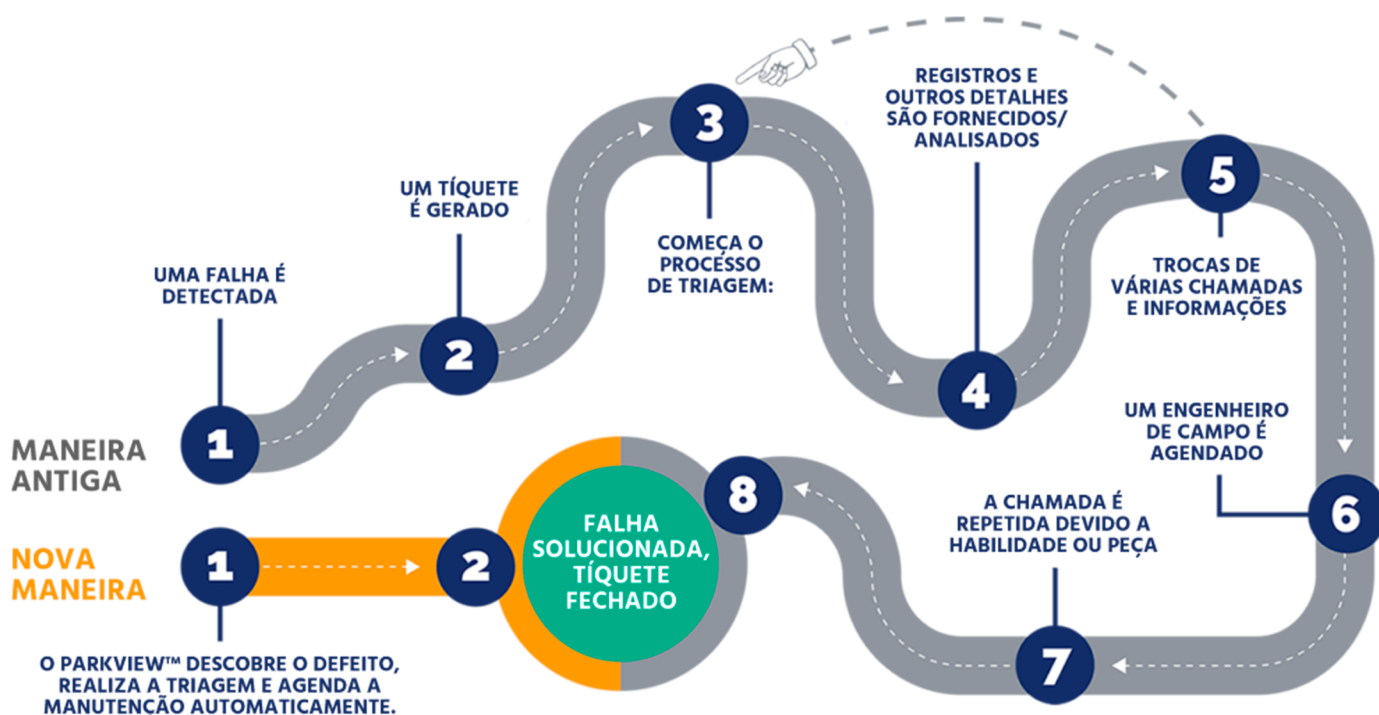 MANEIRA
ANTIGA
1
UMA FALHA É
DETECTADA
2
UM TÍQUETE
É GERADO
3
COMEÇA O
PROCESSO
DE TRIAGEM:
4
REGISTROS E
OUTROS DETALHES
SÃO FORNECIDOS/
ANALISADOS
5
TROCAS DE
VÁRIAS CHAMADAS
E INFORMAÇÕES
6
UM ENGENHEIRO
DE CAMPO É
AGENDADO
7
A CHAMADA É
REPETIDA DEVIDO A
HABILIDADE OU PEÇA
8
FALHA
SOLUCIONADA,
TÍQUETE
FECHADO
NOVA
MANEIRA
1
O PARKVIEW™ DESCOBRE O DEFEITO,
REALIZA A TRIAGEM E AGENDA A
MANUTENCÃO AUTOMATICAMENTE.
2